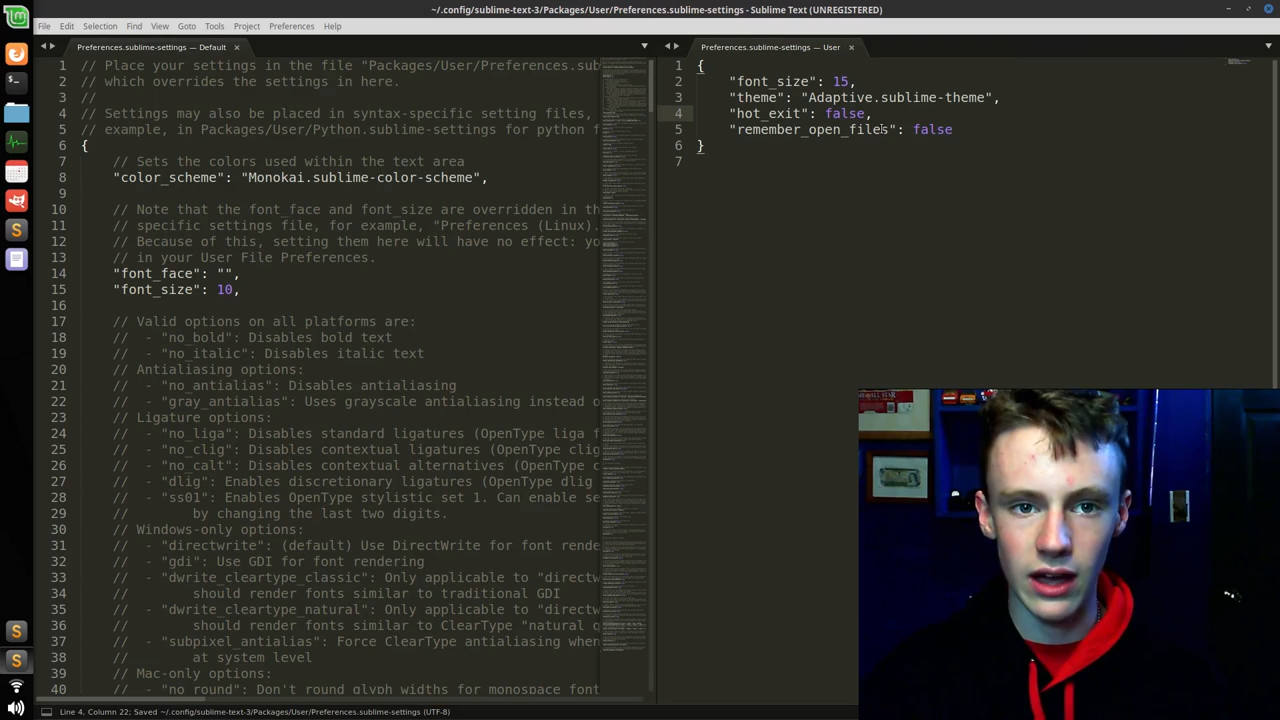 ~/.config/sublime-text-3/Packages/User/Preferences.sublime-settings - Sublime Text (UNREGISTERED)
File Edit Selection Find View Goto Tools Project Preferences Help
Preferences.sublime-settings — Default
1 // Place your settings in the file "Packages/User/Preferences.sub
2 // which overrides the settings in here.
3 //
4 // Settings may also be placed in syntax-specific setting files,
5 // example, in Packages/User/Python.sublime-settings for python f
6 {
7 // Sets the colors used within the text area
8 "color_scheme": "Monokai.sublime-color-scheme",
9
10 // Note that the font_face and font_size are overridden in th
11 // specific settings file, for example, "Preferences (Linux).
12 // Because of this, setting them here will have no effect: yo
13 // in your User File Preferences.
14 "font_face": "",
15 "font_size": 10,
16
17 // Valid options on all platforms are:
18 // - "no_bold": Disables bold text
19 // - "no_italic": Disables italic text
20 // Antialiasing options:
21 // - "no_antialias": Disables antialiasing
22 // - "gray_antialias": Uses grayscale antialiasing instead o
23 // Ligature options:
24 // - "no_liga": Disables standard ligatures (OpenType liga f
25 // - "no_clig": Disables contextual ligatures (OpenType clig
26 // - "no_calt": Disables contextual alternatives (OpenType c
27 // - "dlig": Enables discretionary ligatures (OpenType dlig
28 // - "ss01": Enables OpenType stylistic set 1. Can enable se
29 // by changing the last two digits.
30 // Windows-only options:
31 // - "directwrite": (default) Use DirectWrite for font rende
32 // - "gdi": Use GDI for font rendering
33 // - "dwrite_cleartype_classic": Only applicable to "directw
34 // should render fonts similar to traditional GDI
35 // - "dwrite_cleartype_natural": Only applicable to "directw
36 // should render fonts similar to ClearType "natural q
37 // - "subpixel_antialias": Force ClearType antialiasing when
38 // at system level
39 // Mac-only options:
40 // - "no_round": Don't round glyph widths for monospace font
Preferences.sublime-settings — User
1 {
2 "font_size": 15,
3 "theme": "Adaptive.sublime-theme",
4 "hot_exit": false,
5 "remember_open_files": false
6 }
7
Line 4, Column 22; Saved ~/.config/sublime-text-3/Packages/User/Preferences.sublime-settings (UTF-8)